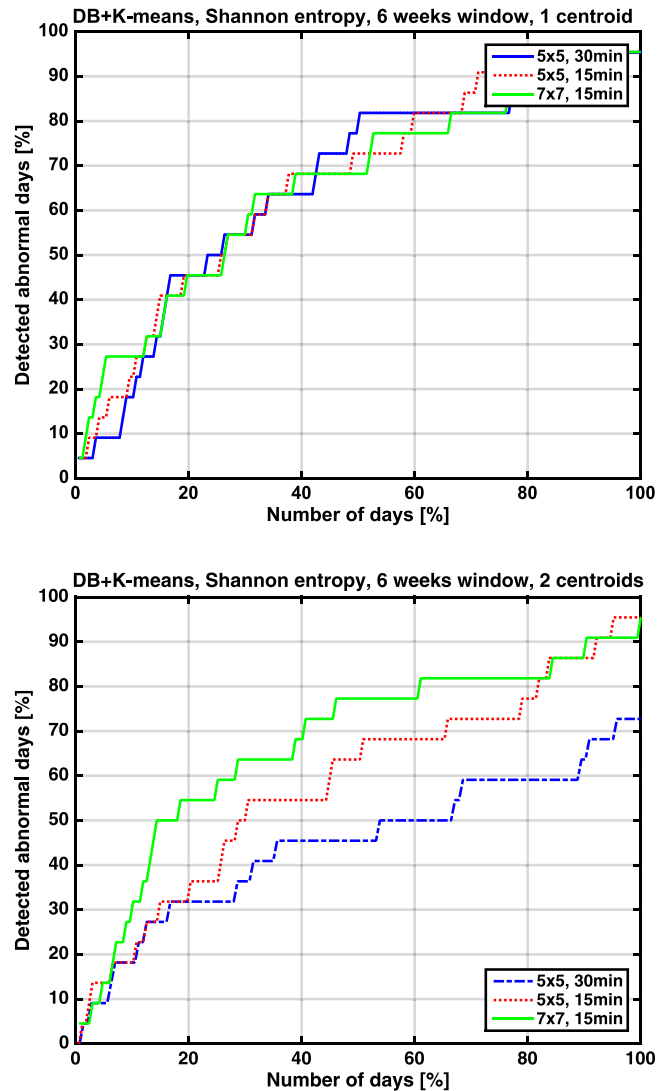 DB+K-means, Shannon entropy, 6 weeks window, 1 centroid
100
90
80
70
60
50
40
30
20
10
0
Detected abnormal days [%]
5x5, 30min
5x5, 15min
7x7, 15min
0 20 40 60 80 100
Number of days [%]
DB+K-means, Shannon entropy, 6 weeks window, 2 centroids
100
90
80
70
60
50
40
30
20
10
0
Detected abnormal days [%]
5x5, 30min
5x5, 15min
7x7, 15min
0 20 40 60 80 100
Number of days [%]